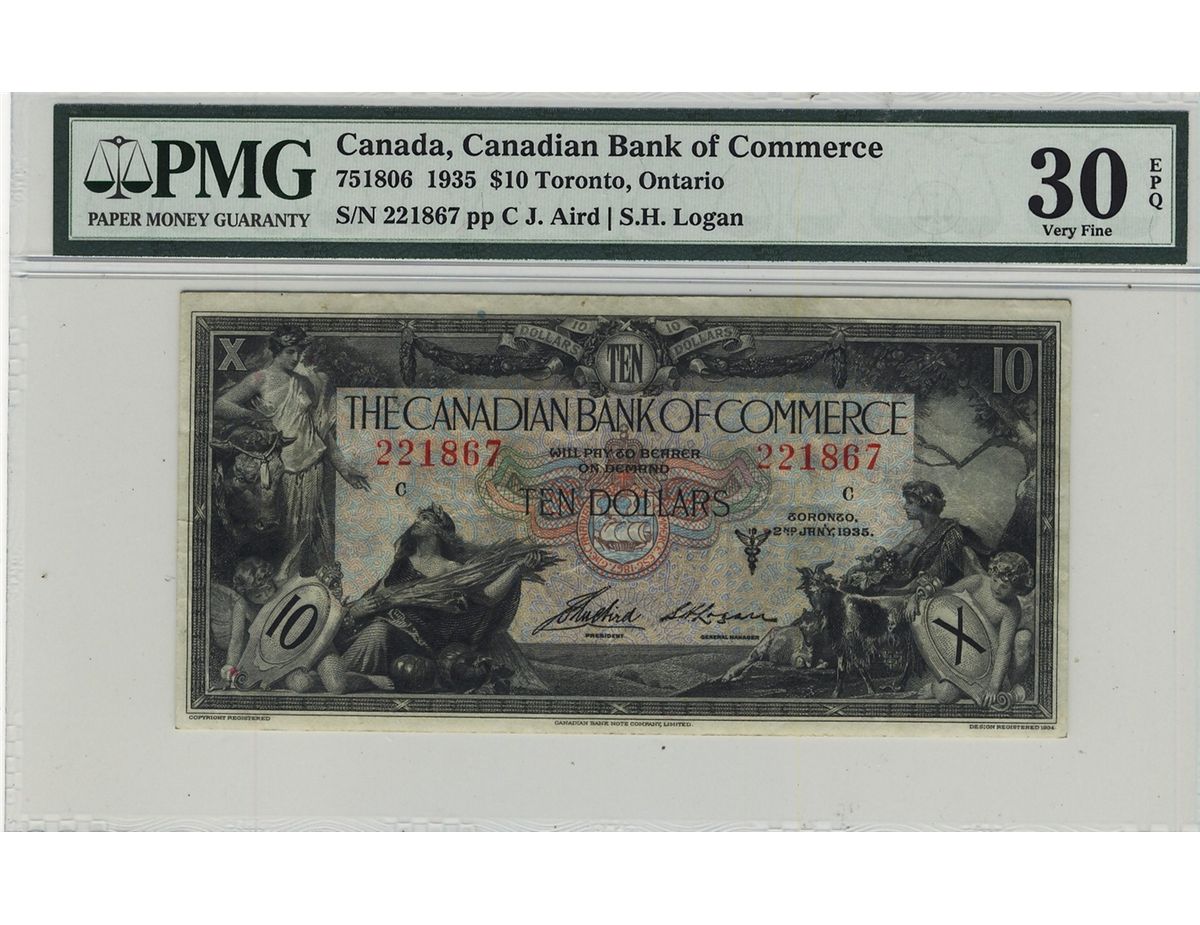 PMG
PAPER MONEY GUARANTY
Canada, Canadian Bank of Commerce
751806 1935 $10 Toronto, Ontario
S/N 221867 pp C J. Aird | S.H. Logan
30
Very Fine
EPQ
X
10 DOLLARS
TEN
10 DOLLARS
10
THE CANADIAN BANK OF COMMERCE
221867
WILL PAY TO BEARER
ON DEMAND
221867
C
TEN DOLLARS
C
TORONTO,
2ND JAN'Y, 1935.
10
S H Logan
PRESIDENT
GENERAL MANAGER
X
COPYRIGHT REGISTERED
CANADIAN BANK NOTE COMPANY, LIMITED.
DESIGN REGISTERED 1934